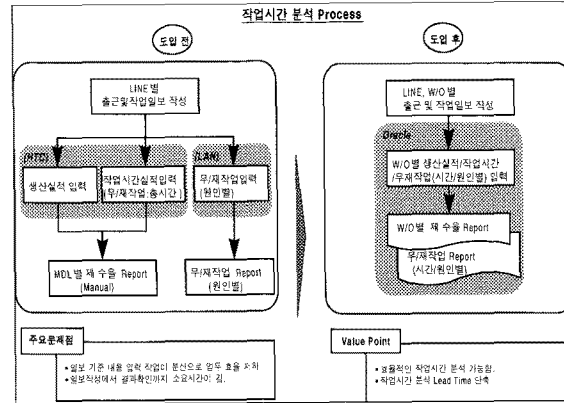 작업시간 분석 Process
도입 전
LINE별
출근및작업일보 작성
(HTC)
(LAN)
생산실적 입력
작업시간실적입력
(무/재작업:총시간)
무/재작업입력
(원인별)
MDL별 제 수율 Report
(Manual)
무/재작업 Report
(원인별)
주요문제점
•일보 기준 내용 입력 작업이 분산으로 업무 효율 저하
•일보작성에서 결과확인까지 소요시간이 김.
도입 후
LINE, W/O별
출근 및 작업일보 작성
Oracle
W/O별 생산실적/작업시간
/무재작업(시간/원인별) 입력
W/O별 제 수율 Report
무/재작업 Report
(시간/원인별)
Value Point
•효율적인 작업시간 분석 가능함.
•작업시간 분석 Lead Time 단축